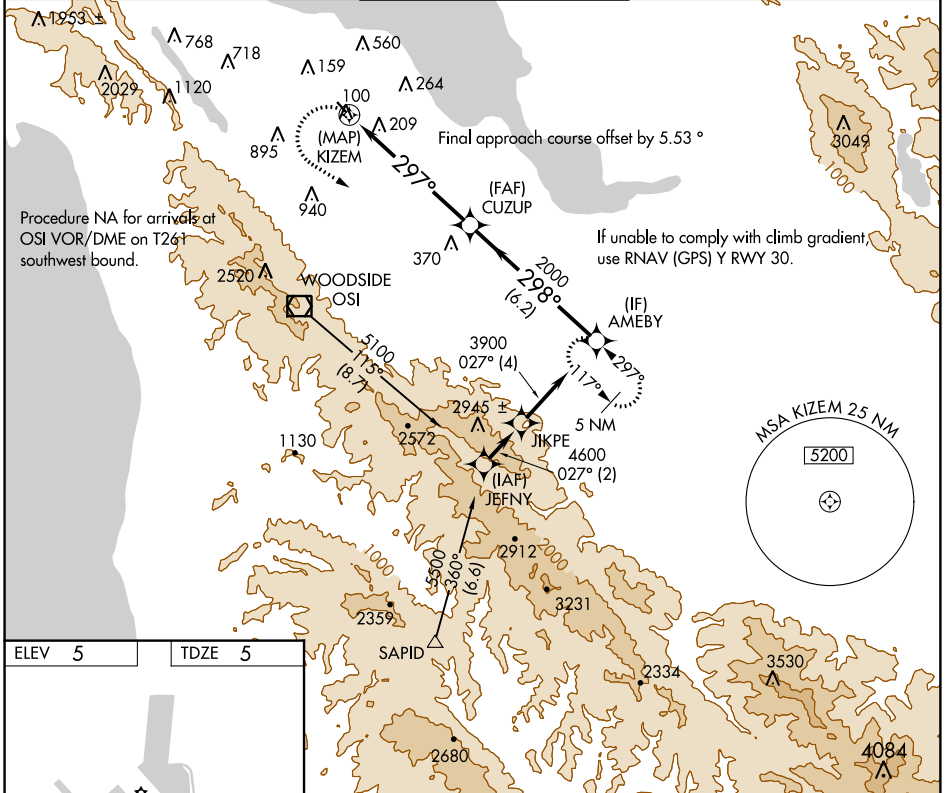 1953 ±
768
718
560
159
2029
1120
264
100
209
895
(MAP)
KIZEM
Final approach course offset by 5.53 °
3049
1000
297°
940
(FAF)
CUZUP
Procedure NA for arrivals at
OSI VOR/DME on T261
southwest bound.
370
If unable to comply with climb gradient,
use RNAV (GPS) Y RWY 30.
2520
WOODSIDE
OSI
2000
298°
(6.2)
(IF)
AMEBY
5100
115°
(8.7)
3900
027° (4)
297°
117°
5 NM
2945 ±
2572
JIKPE
1130
4600
027° (2)
(IAF)
JEFNY
MSA KIZEM 25 NM
5200
1000
2912
2000
5500
360°
(6.6)
3231
2359
SAPID
ELEV 5
TDZE 5
2334
3530
2680
4084